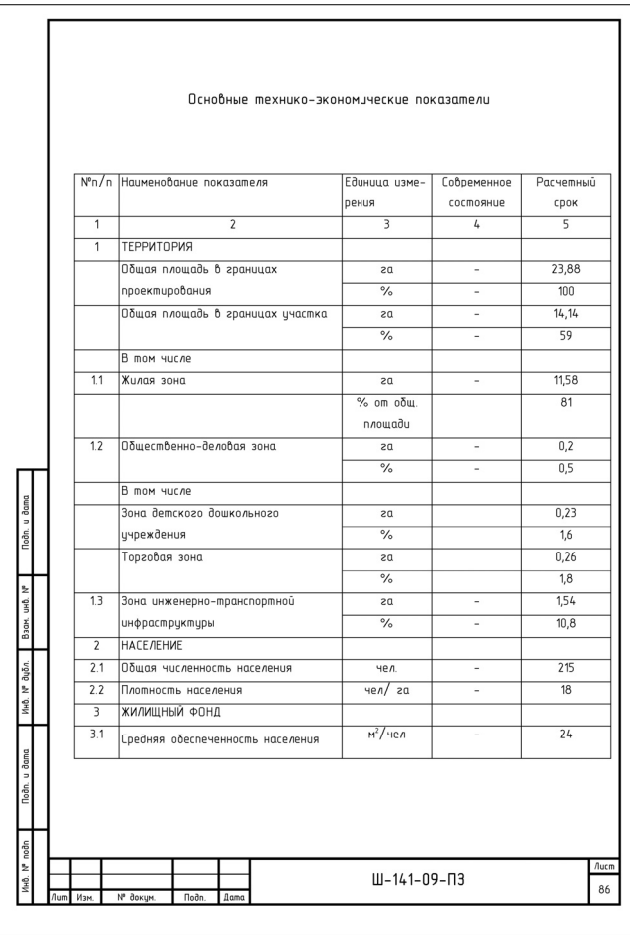 Основные технико-экономические показатели
№п/п Наименование показателя Единица изме- Современное Расчетный
рения состояние срок
1 2 3 4 5
1 ТЕРРИТОРИЯ
Общая площадь в границах га – 23,88
проектирования % – 100
Общая площадь в границах участка га – 14,14
% – 59
В том числе
1.1 Жилая зона га – 11,58
% от общ. 81
площади
1.2 Общественно-деловая зона га – 0,2
% – 0,5
В том числе
Зона детского дошкольного га 0,23
учреждения % 1,6
Торговая зона га 0,26
% 1,8
1.3 Зона инженерно-транспортной га – 1,54
инфраструктуры % – 10,8
2 НАСЕЛЕНИЕ
2.1 Общая численность населения чел. – 215
2.2 Плотность населения чел/ га – 18
3 ЖИЛИЩНЫЙ ФОНД
3.1 Средняя обеспеченность населения м²/чел – 24
Подп. и дата
Взам. инв. №
Инв. № дубл.
Подп. и дата
Инв. № подп
Лит Изм. № докум. Подп. Дата
Ш-141-09-ПЗ
Лист
86